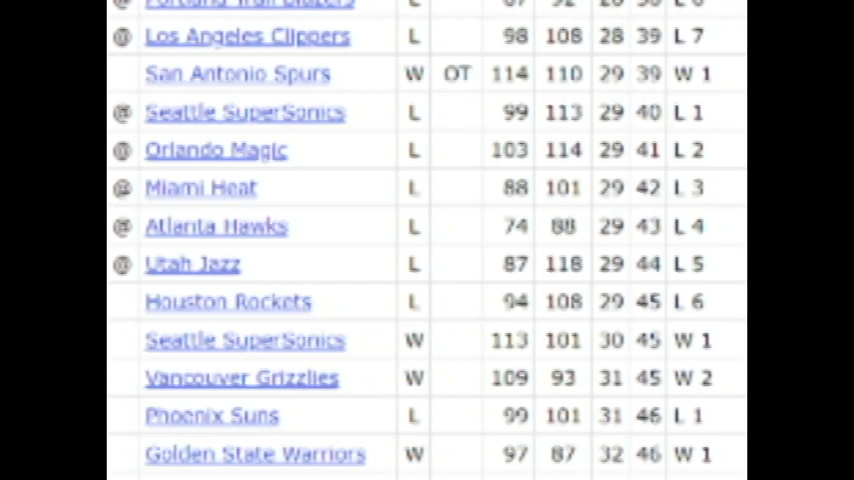 @ Portland Trail Blazers L 87 92 28 38 L 6
@ Los Angeles Clippers L 98 108 28 39 L 7
San Antonio Spurs W OT 114 110 29 39 W 1
@ Seattle SuperSonics L 99 113 29 40 L 1
@ Orlando Magic L 103 114 29 41 L 2
@ Miami Heat L 88 101 29 42 L 3
@ Atlanta Hawks L 74 88 29 43 L 4
@ Utah Jazz L 87 118 29 44 L 5
Houston Rockets L 94 108 29 45 L 6
Seattle SuperSonics W 113 101 30 45 W 1
Vancouver Grizzlies W 109 93 31 45 W 2
Phoenix Suns L 99 101 31 46 L 1
Golden State Warriors W 97 87 32 46 W 1